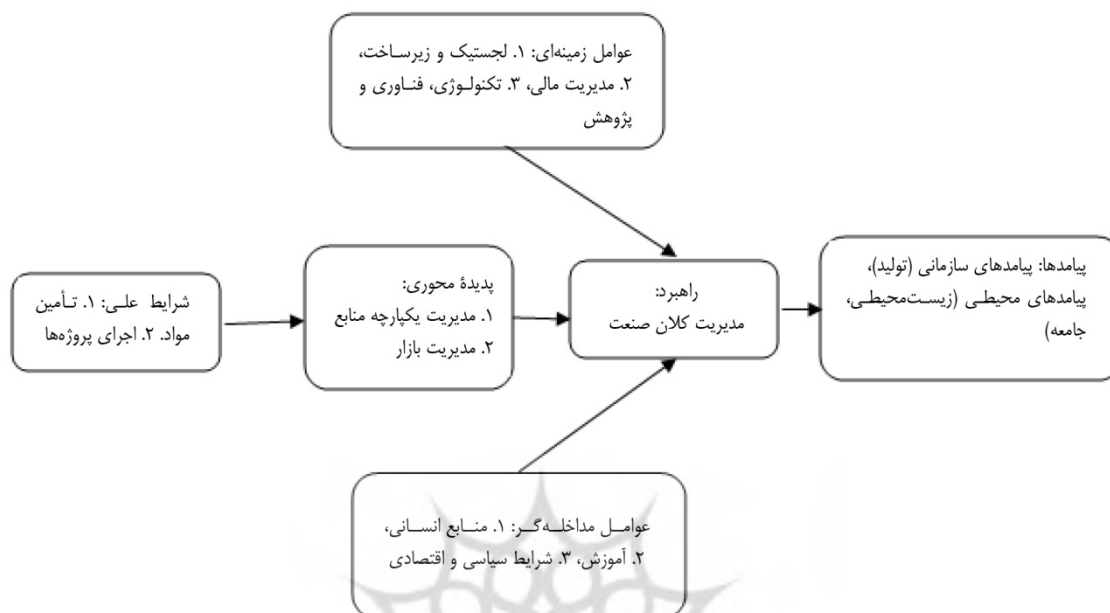 عوامل زمینه‌ای: ۱. لجستیک و زیرساخت،
۲. مدیریت مالی، ۳. تکنولوژی، فناوری و
پژوهش
پیامدها: پیامدهای سازمانی (تولید)،
پیامدهای محیطی (زیست‌محیطی،
جامعه)
راهبرد:
مدیریت کلان صنعت
پدیدهٔ محوری:
۱. مدیریت یکپارچه منابع
۲. مدیریت بازار
شرایط علی: ۱. تأمین
مواد. ۲. اجرای پروژه‌ها
عوامل مداخله‌گر: ۱. منابع انسانی،
۲. آموزش، ۳. شرایط سیاسی و اقتصادی